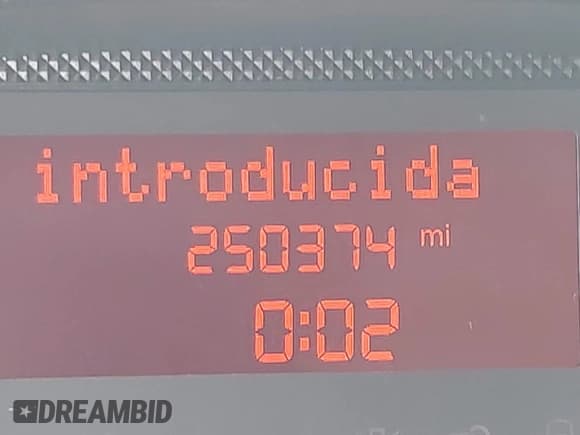 introducida
250374 mi
0:02
DREAMBID